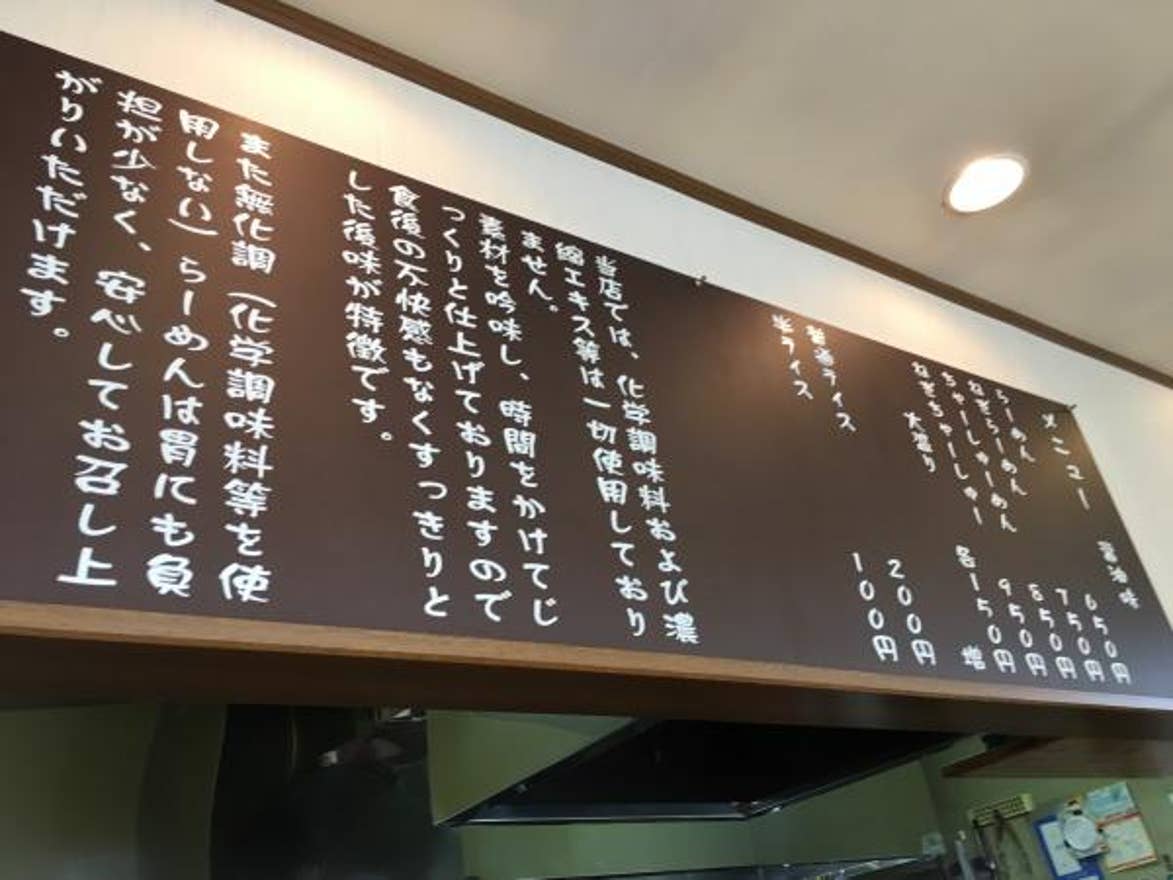 メニュー　醤油味
らーめん　650円
ねぎらーめん　750円
ちゃーしゅー　850円
ねぎちゃーしゅー　950円
大盛り　各150円増
普通ライス　200円
半ライス　100円
当店では、化学調味料および濃
縮エキス等は一切使用しており
ません。
素材を吟味し、時間をかけてじ
っくりと仕上げておりますので
食後の不快感もなくすっきりと
した後味が特徴です。
また無化調（化学調味料等を使
用しない）らーめんは胃にも負
担が少なく、安心してお召し上
がりいただけます。